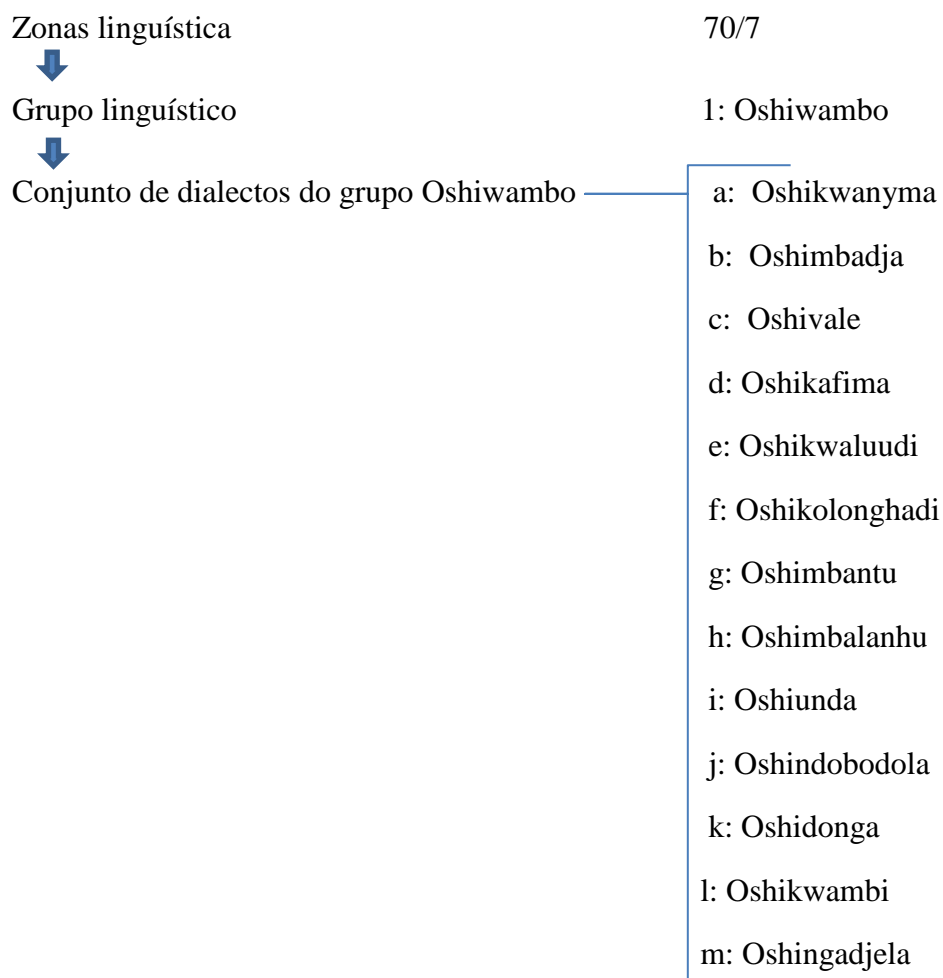 Zonas linguística 70/7
Grupo linguístico 1: Oshiwambo
Conjunto de dialectos do grupo Oshiwambo a: Oshikwanyma
b: Oshimbadja
c: Oshivale
d: Oshikafima
e: Oshikwaluudi
f: Oshikolonghadi
g: Oshimbantu
h: Oshimbalanhu
i: Oshiunda
j: Oshindobodola
k: Oshidonga
l: Oshikwambi
m: Oshingadjela